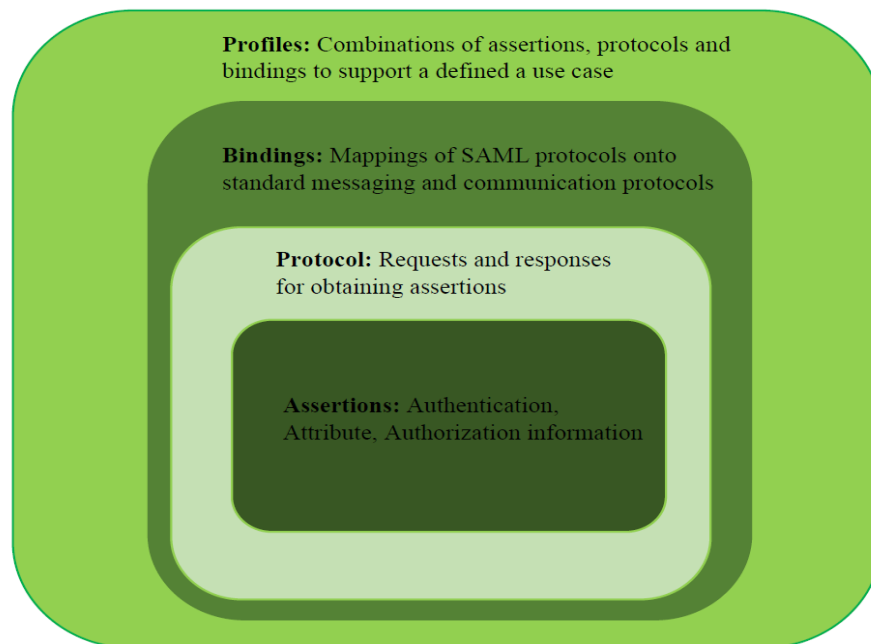 Profiles: Combinations of assertions, protocols and
bindings to support a defined a use case
Bindings: Mappings of SAML protocols onto
standard messaging and communication protocols
Protocol: Requests and responses
for obtaining assertions
Assertions: Authentication,
Attribute, Authorization information